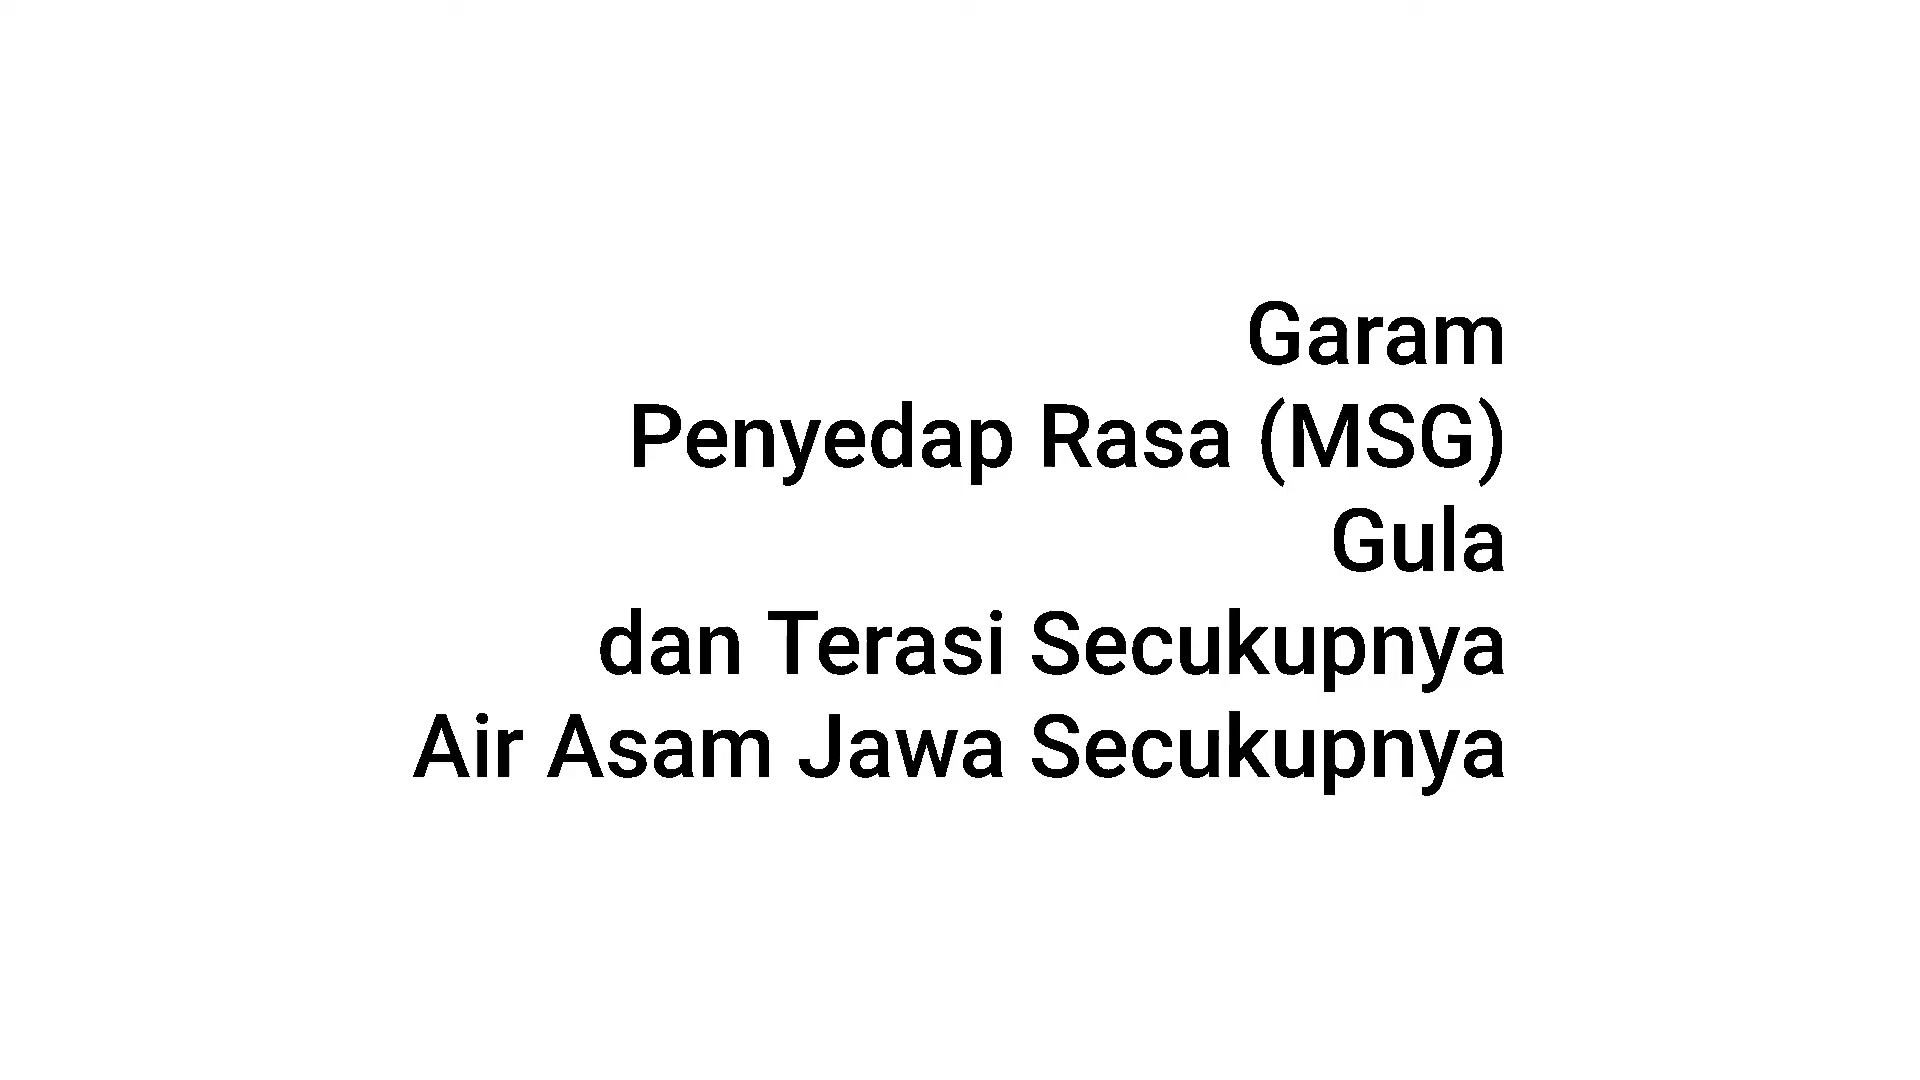 Garam
Penyedap Rasa (MSG)
Gula
dan Terasi Secukupnya
Air Asam Jawa Secukupnya